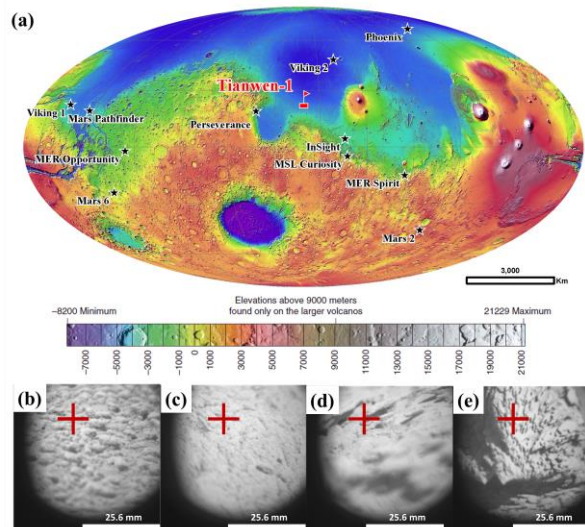 (a)
Phoenix
Viking 2
Tianwen-1
Viking 1
Mars Pathfinder
Perseverance
InSight
MER Opportunity
MSL Curiosity
MER Spirit
Mars 6
Mars 2
3,000
Km
Elevations above 9000 meters
–8200 Minimum found only on the larger volcanos 21229 Maximum
–7000 –5000 –3000 –1000 0 1000 3000 5000 7000 9000 11000 13000 15000 17000 19000 21000
(b) (c) (d) (e)
25.6 mm 25.6 mm 25.6 mm 25.6 mm